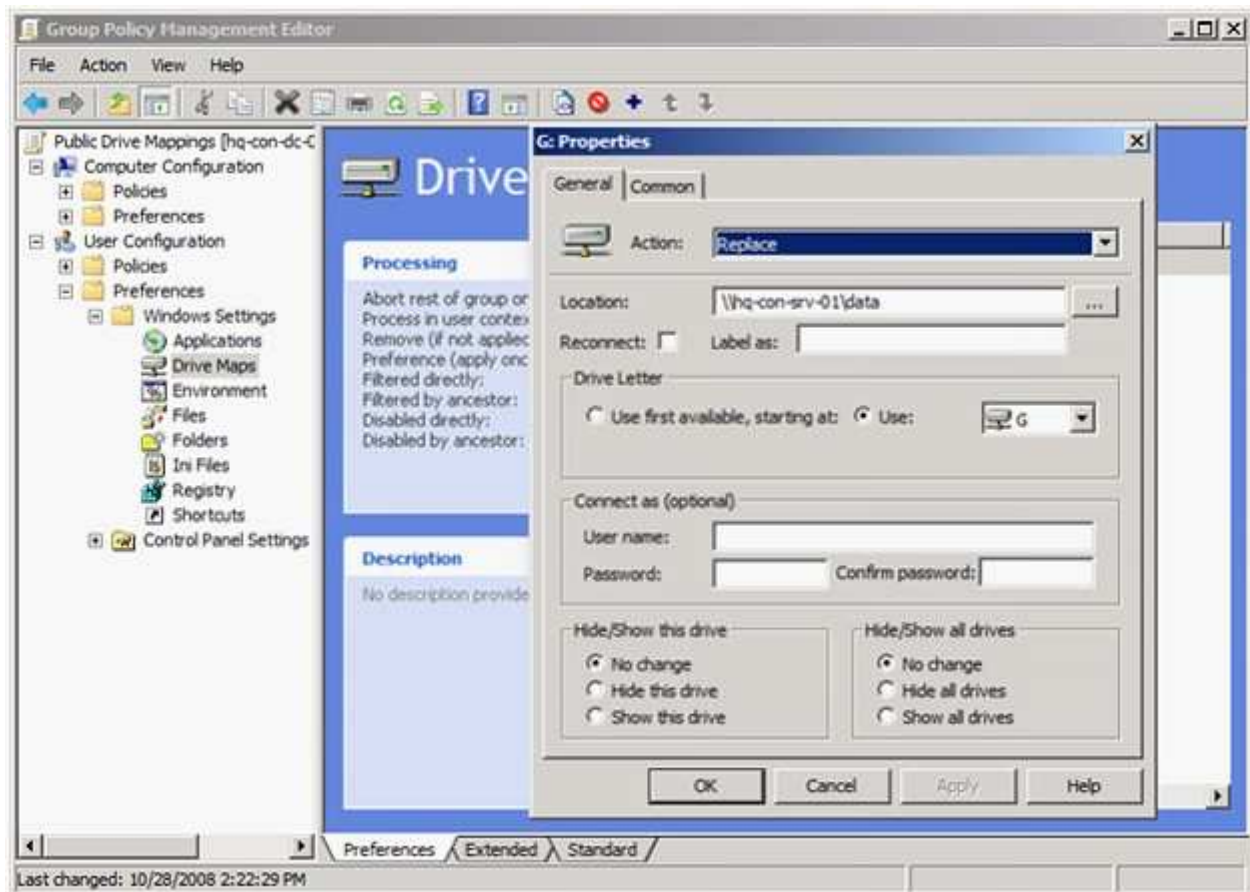 Group Policy Management Editor
File Action View Help
Public Drive Mappings [hq-con-dc-0
Computer Configuration
Policies
Preferences
User Configuration
Policies
Preferences
Windows Settings
Applications
Drive Maps
Environment
Files
Folders
Ini Files
Registry
Shortcuts
Control Panel Settings
Drive
Processing
Abort rest of group or
Process in user contex
Remove (if not applied
Preference (apply onc
Filtered directly:
Filtered by ancestor:
Disabled directly:
Disabled by ancestor:
Description
No description provide
G: Properties
General Common
Action: Replace
Location: \\hq-con-srv-01\data ...
Reconnect: Label as:
Drive Letter
Use first available, starting at: Use: G
Connect as (optional)
User name:
Password: Confirm password:
Hide/Show this drive
No change
Hide this drive
Show this drive
Hide/Show all drives
No change
Hide all drives
Show all drives
OK Cancel Apply Help
Preferences Extended Standard
Last changed: 10/28/2008 2:22:29 PM